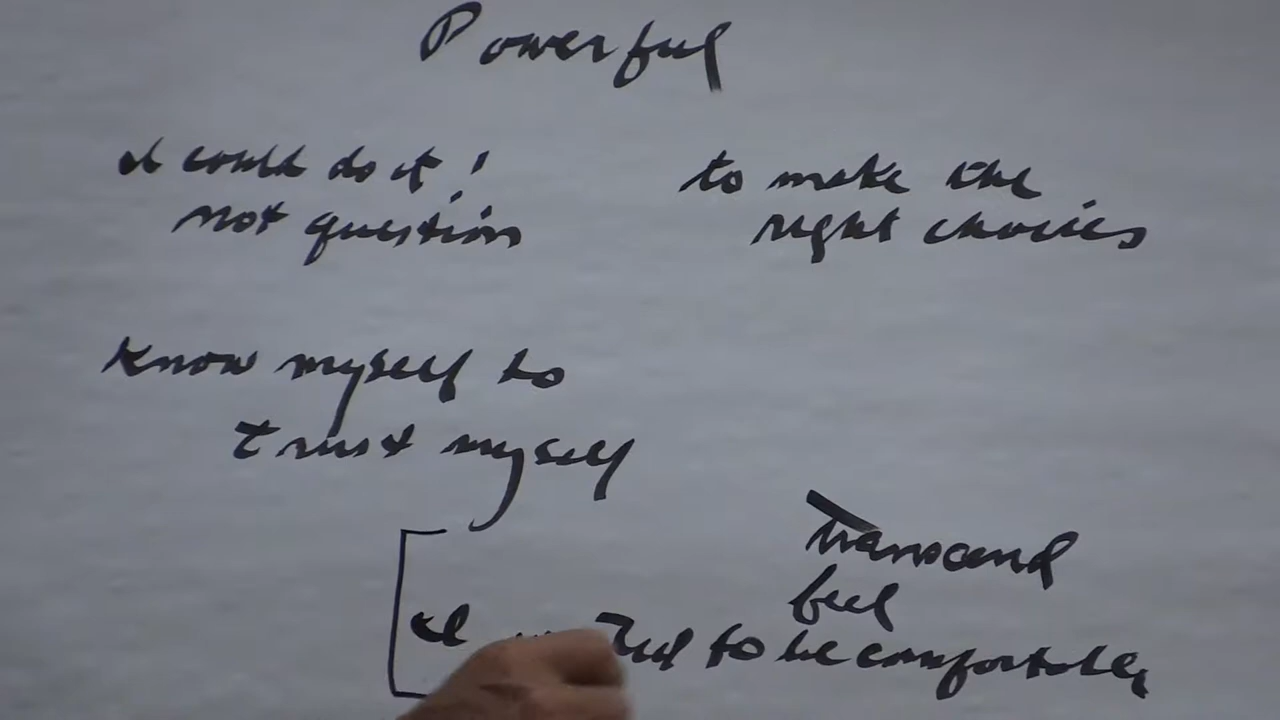 Powerful
I could do it!
not question
to make the
right choices
Know myself to
trust myself
Transcend
feel
I to be comfortable,